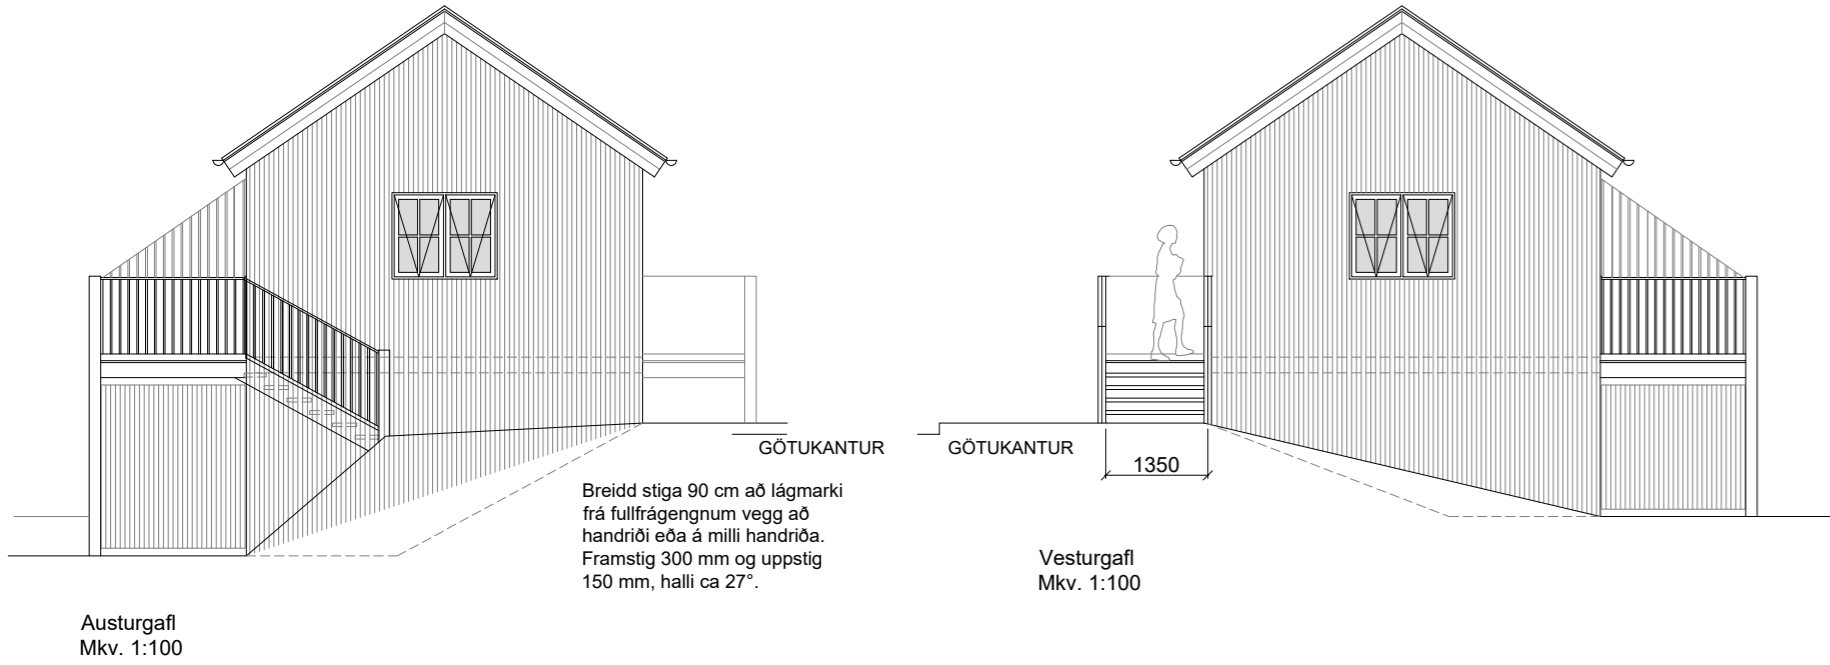 GÖTUKANTUR
Breidd stiga 90 cm að lágmarki
frá fullfrágengnum vegg að
handriði eða á milli handriða.
Framstig 300 mm og uppstig
150 mm, halli ca 27°.
Austurgafl
Mkv. 1:100
GÖTUKANTUR
1350
Vesturgafl
Mkv. 1:100